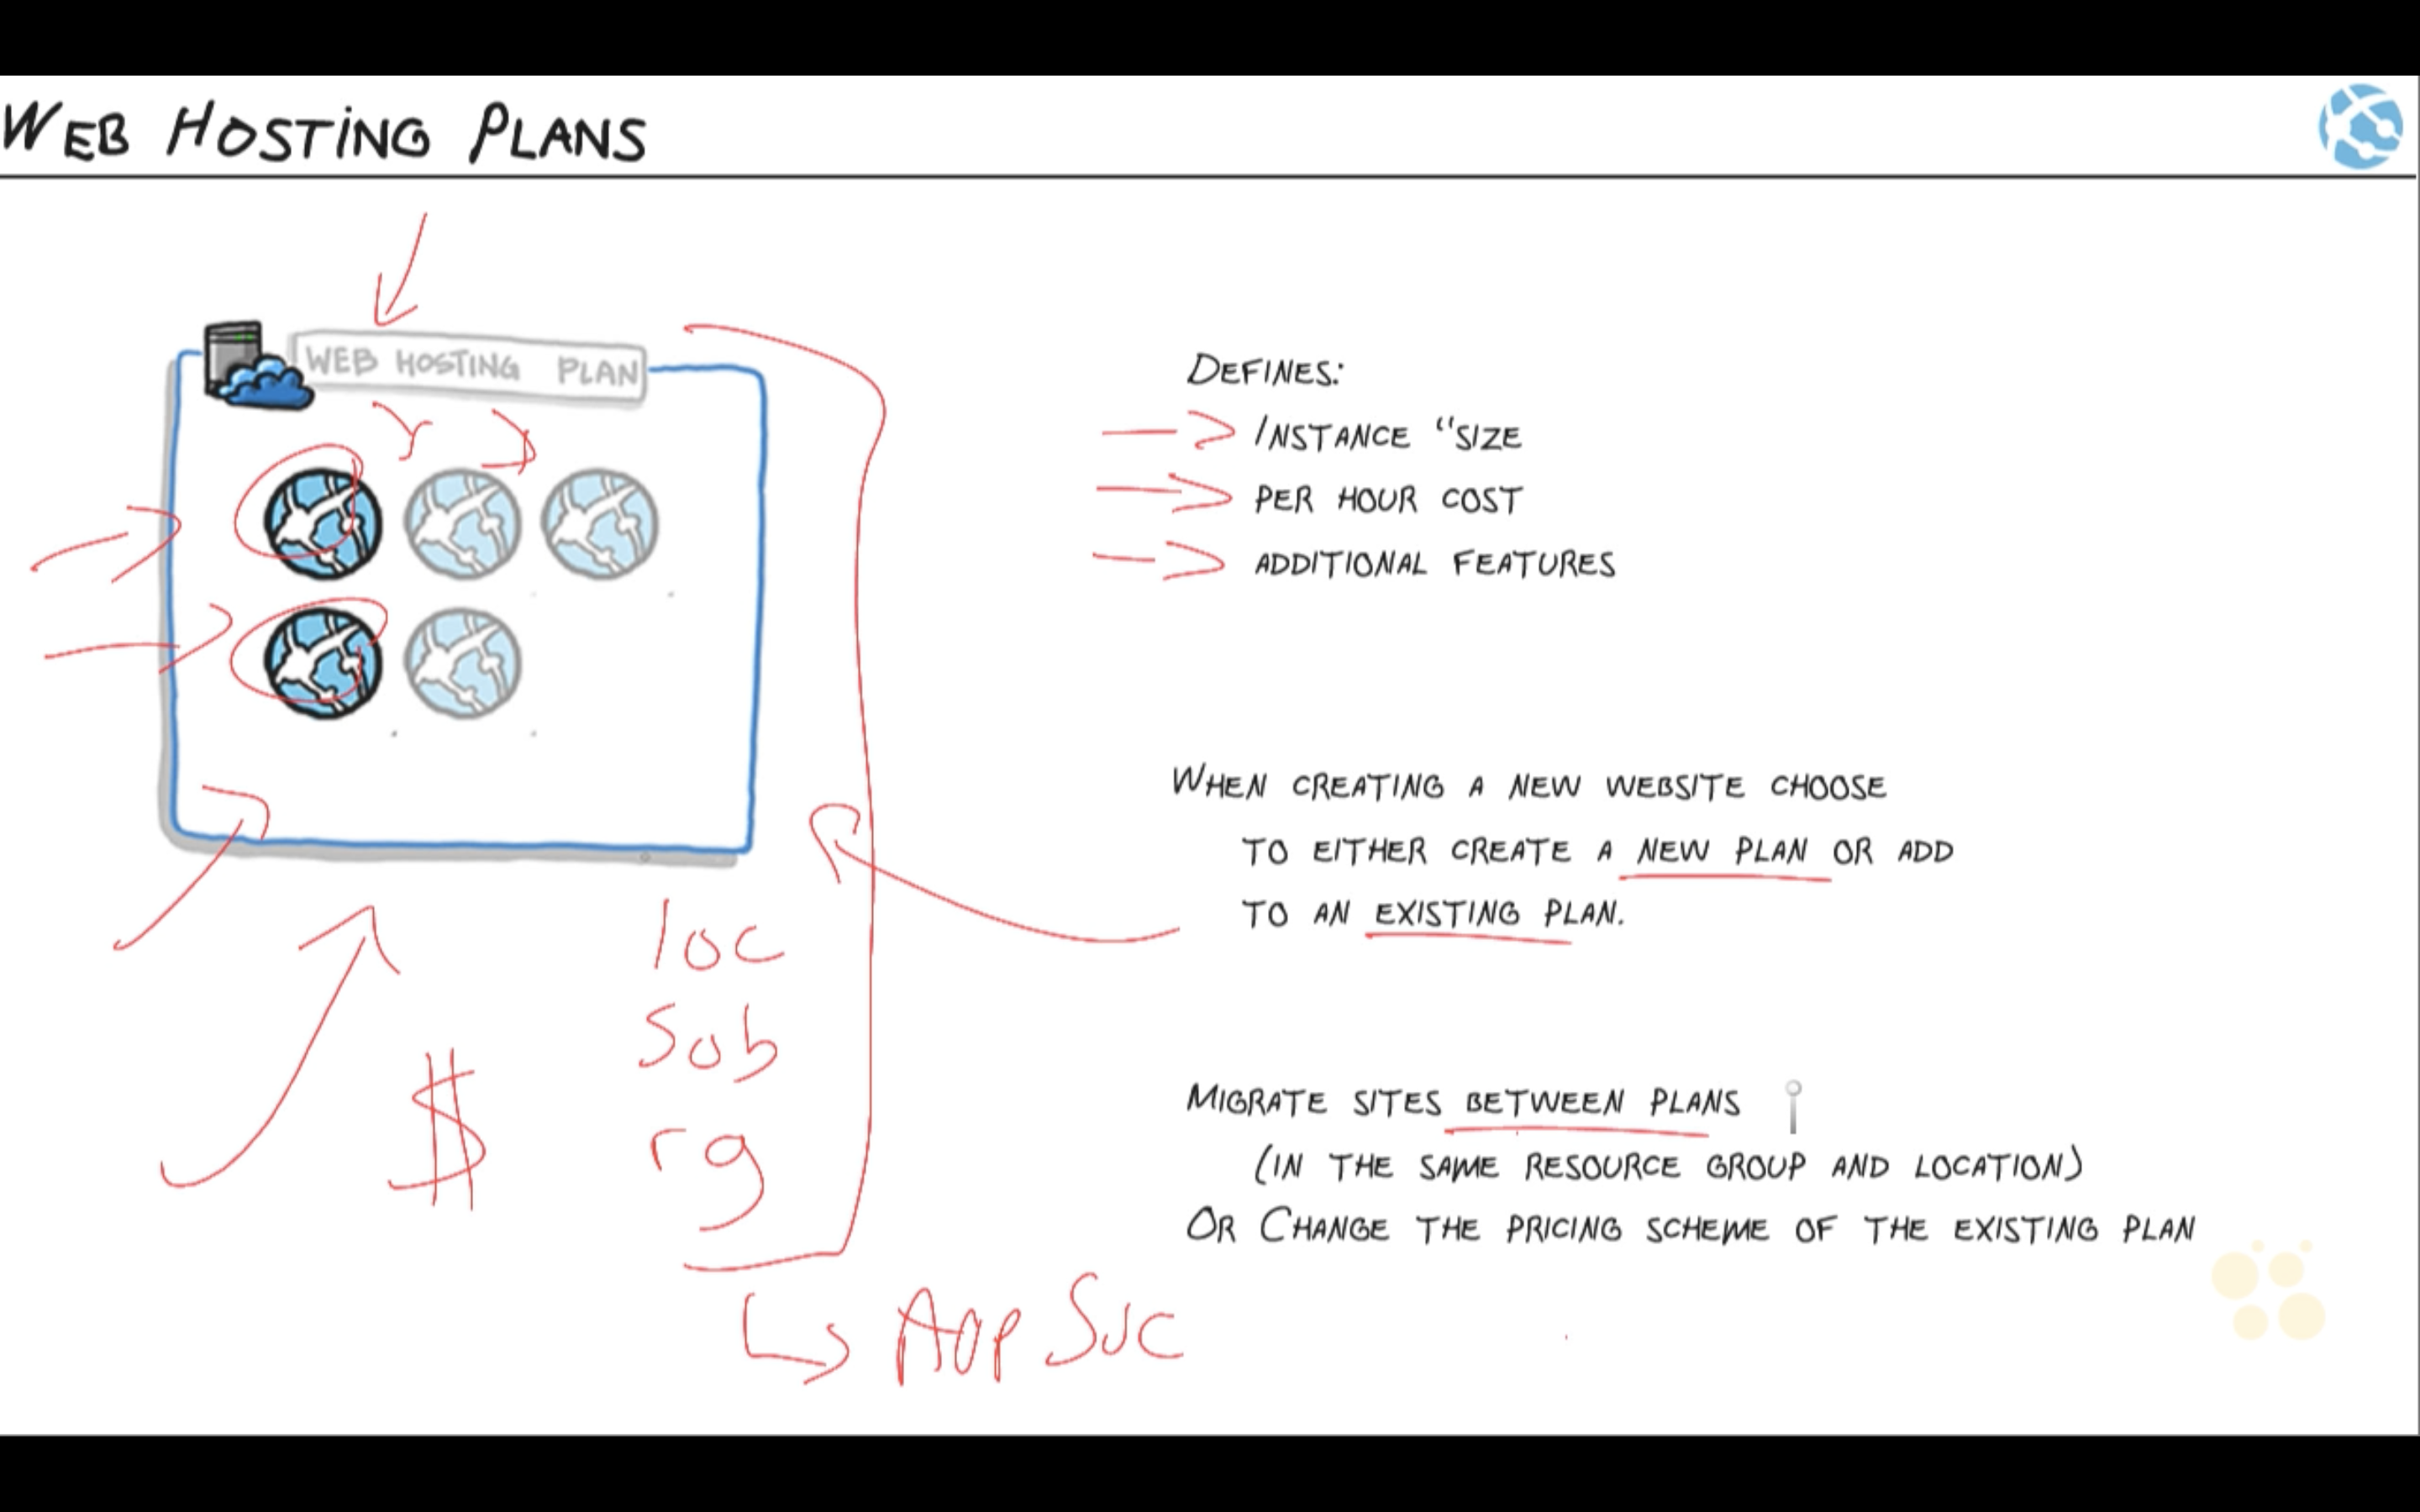 WEB HOSTING PLANS
WEB HOSTING PLAN
DEFINES:
INSTANCE "SIZE
PER HOUR COST
ADDITIONAL FEATURES
WHEN CREATING A NEW WEBSITE CHOOSE
TO EITHER CREATE A NEW PLAN OR ADD
TO AN EXISTING PLAN.
MIGRATE SITES BETWEEN PLANS
(IN THE SAME RESOURCE GROUP AND LOCATION)
OR CHANGE THE PRICING SCHEME OF THE EXISTING PLAN
loc
sub
rg
$
App Svc